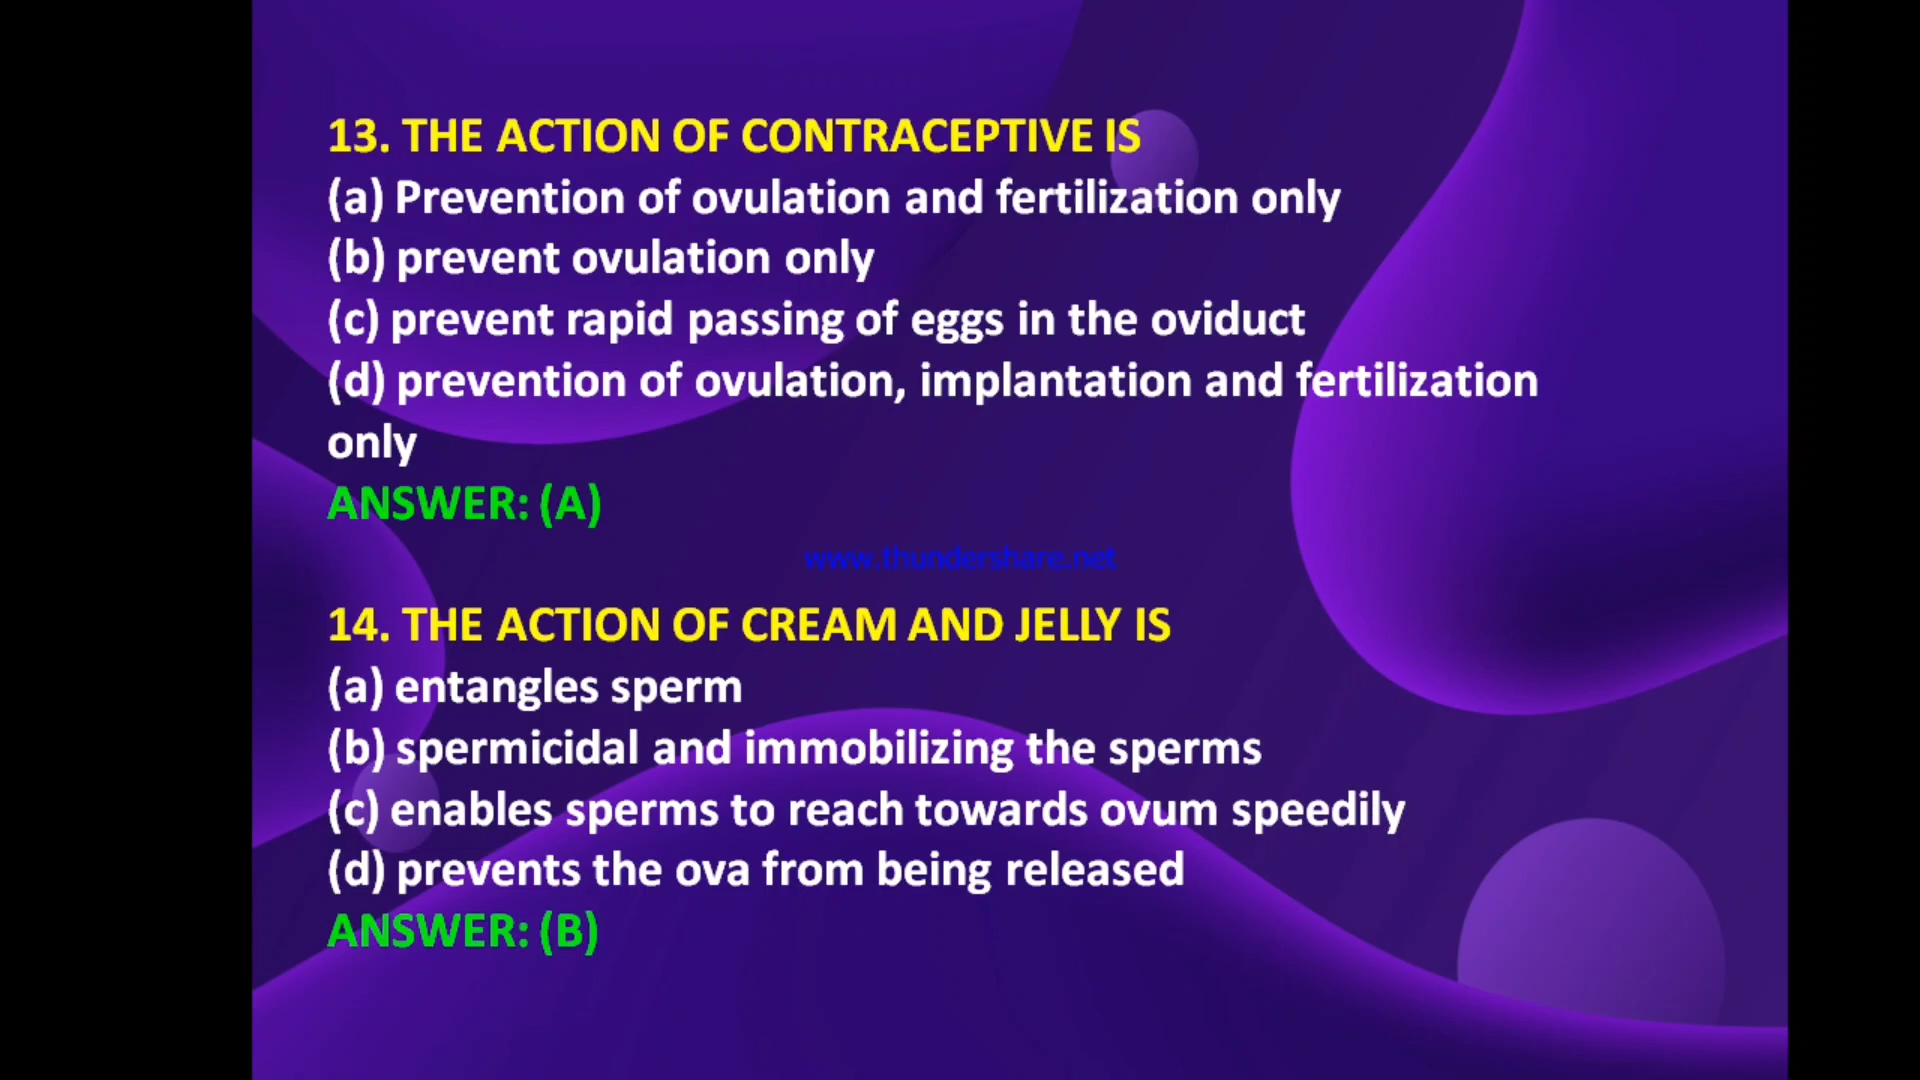 13. THE ACTION OF CONTRACEPTIVE IS
(a) Prevention of ovulation and fertilization only
(b) prevent ovulation only
(c) prevent rapid passing of eggs in the oviduct
(d) prevention of ovulation, implantation and fertilization
only
ANSWER: (A)
www.thundershare.net
14. THE ACTION OF CREAM AND JELLY IS
(a) entangles sperm
(b) spermicidal and immobilizing the sperms
(c) enables sperms to reach towards ovum speedily
(d) prevents the ova from being released
ANSWER: (B)